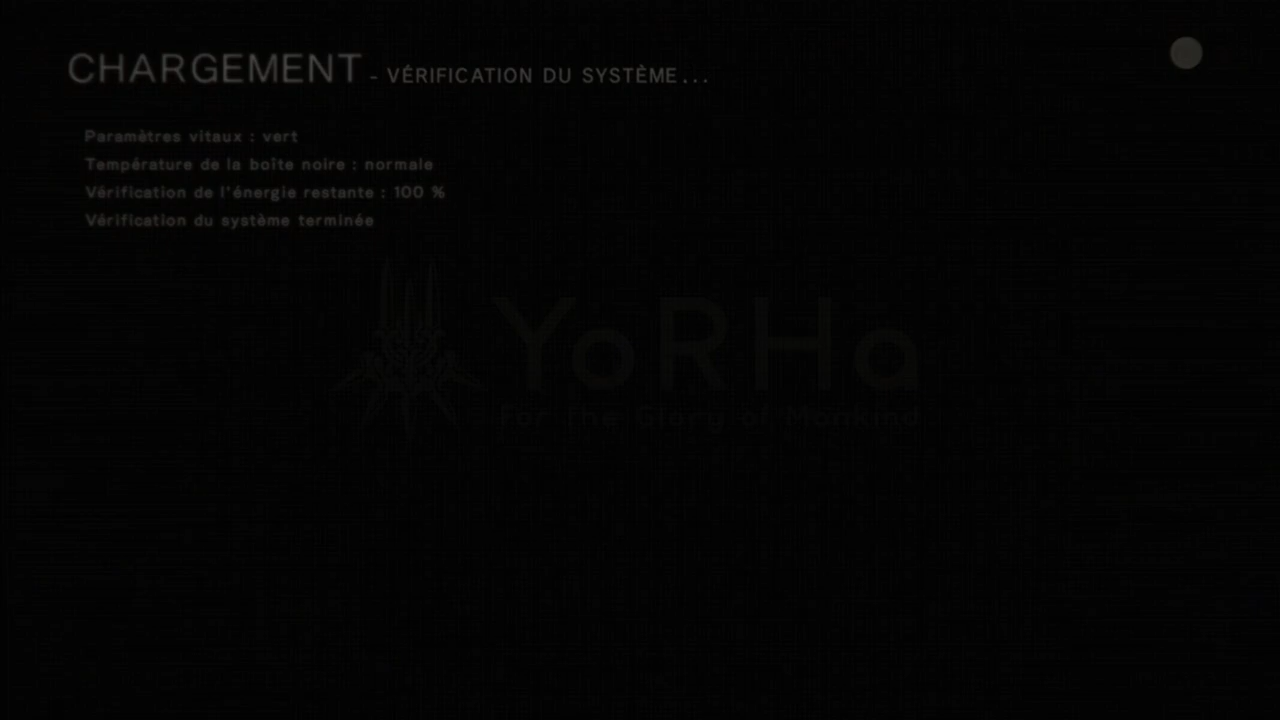 CHARGEMENT - VÉRIFICATION DU SYSTÈME...
Paramètres vitaux : vert
Température de la boîte noire : normale
Vérification de l'énergie restante : 100 %
Vérification du système terminée
YoRHa
For the Glory of Mankind